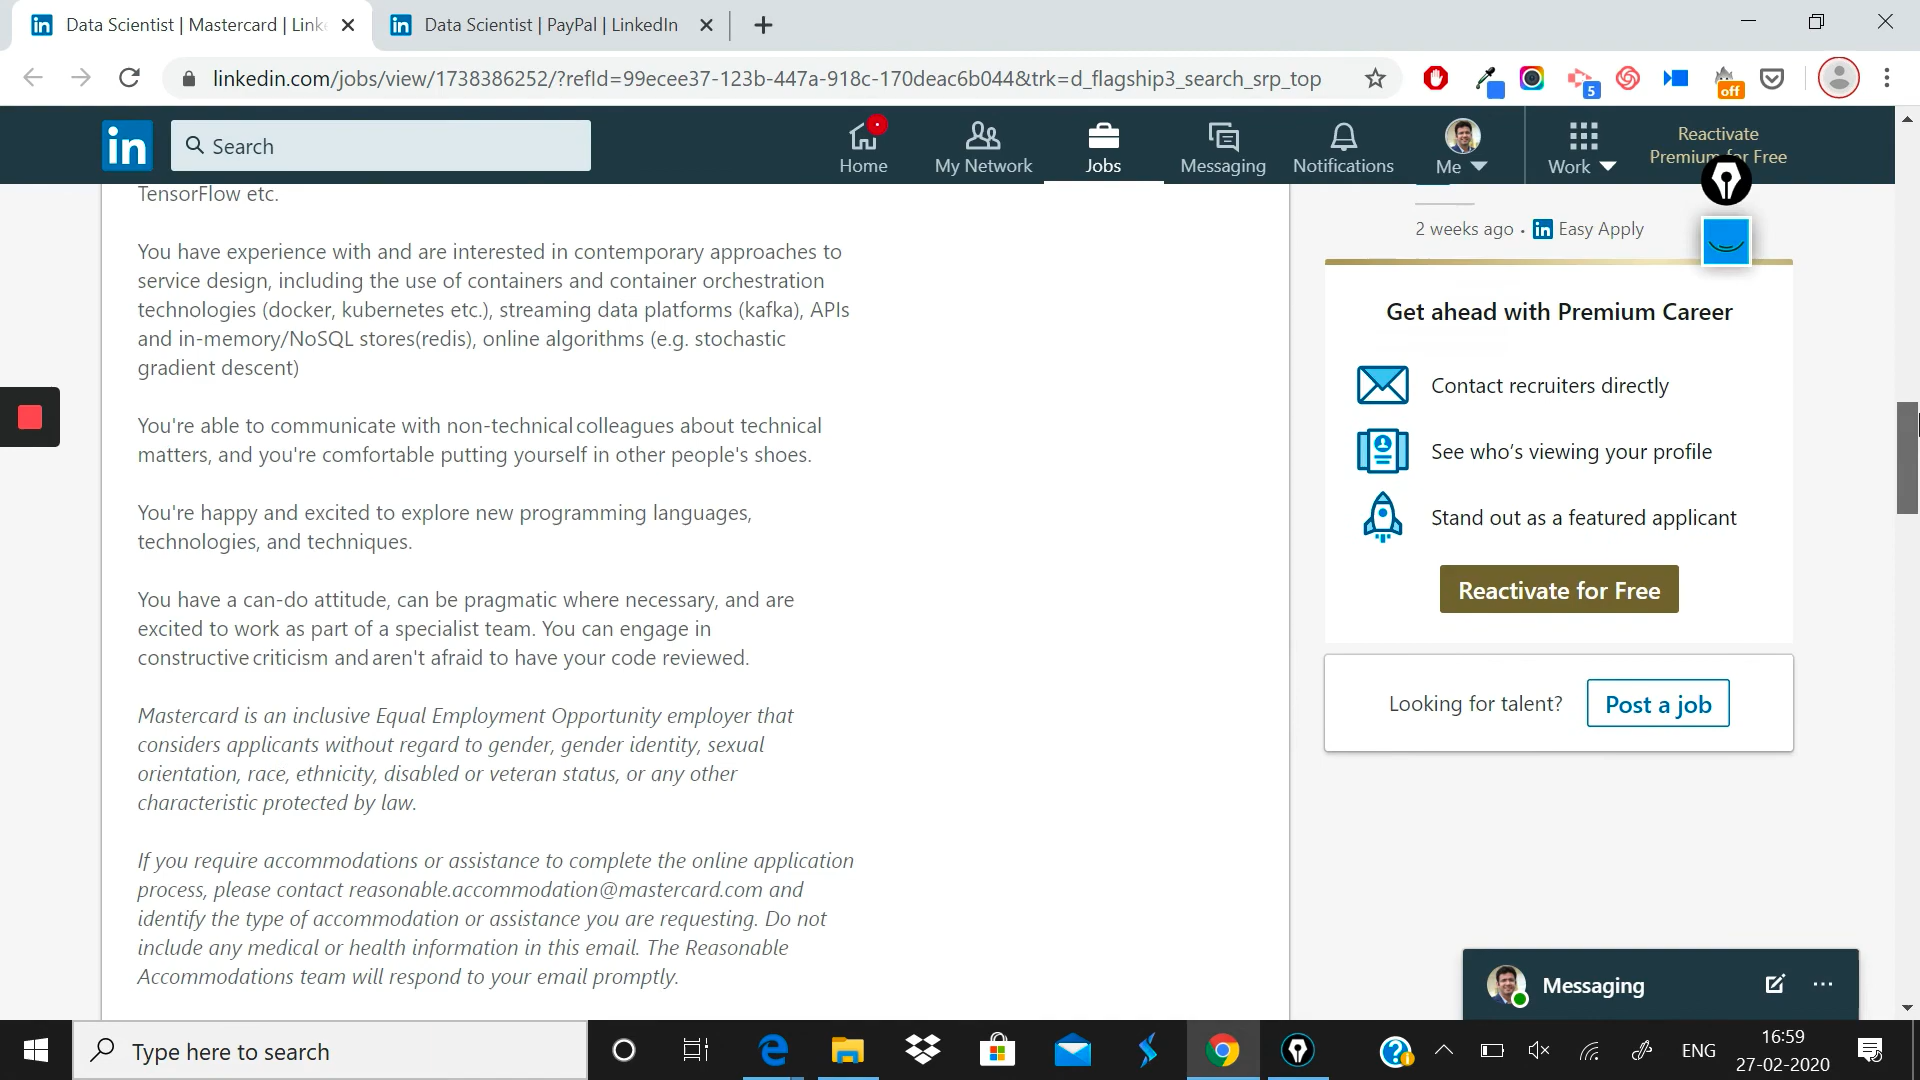 Data Scientist | Mastercard | Link
Data Scientist | PayPal | LinkedIn
linkedin.com/jobs/view/1738386252/?refId=99ecee37-123b-447a-918c-170deac6b044&trk=d_flagship3_search_srp_top
5
off
in
Search
Home
My Network
Jobs
Messaging
Notifications
Me
Work
Reactivate
Premium for Free
TensorFlow etc.
You have experience with and are interested in contemporary approaches to
service design, including the use of containers and container orchestration
technologies (docker, kubernetes etc.), streaming data platforms (kafka), APIs
and in-memory/NoSQL stores(redis), online algorithms (e.g. stochastic
gradient descent)
You're able to communicate with non-technical colleagues about technical
matters, and you're comfortable putting yourself in other people's shoes.
You're happy and excited to explore new programming languages,
technologies, and techniques.
You have a can-do attitude, can be pragmatic where necessary, and are
excited to work as part of a specialist team. You can engage in
constructive criticism and aren't afraid to have your code reviewed.
Mastercard is an inclusive Equal Employment Opportunity employer that
considers applicants without regard to gender, gender identity, sexual
orientation, race, ethnicity, disabled or veteran status, or any other
characteristic protected by law.
If you require accommodations or assistance to complete the online application
process, please contact reasonable.accommodation@mastercard.com and
identify the type of accommodation or assistance you are requesting. Do not
include any medical or health information in this email. The Reasonable
Accommodations team will respond to your email promptly.
2 weeks ago • in Easy Apply
Get ahead with Premium Career
Contact recruiters directly
See who's viewing your profile
Stand out as a featured applicant
Reactivate for Free
Looking for talent?
Post a job
Messaging
Type here to search
ENG
16:59
27-02-2020